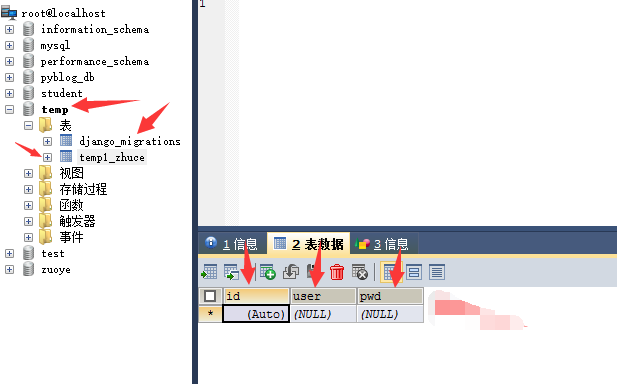 root@localhost
information_schema
mysql
performance_schema
pyblog_db
student
temp
表
django_migrations
temp1_zhuce
视图
存储过程
函数
触发器
事件
test
zuoye
1
1 信息 2 表数据 3 信息
id user pwd
* (Auto) (NULL) (NULL)